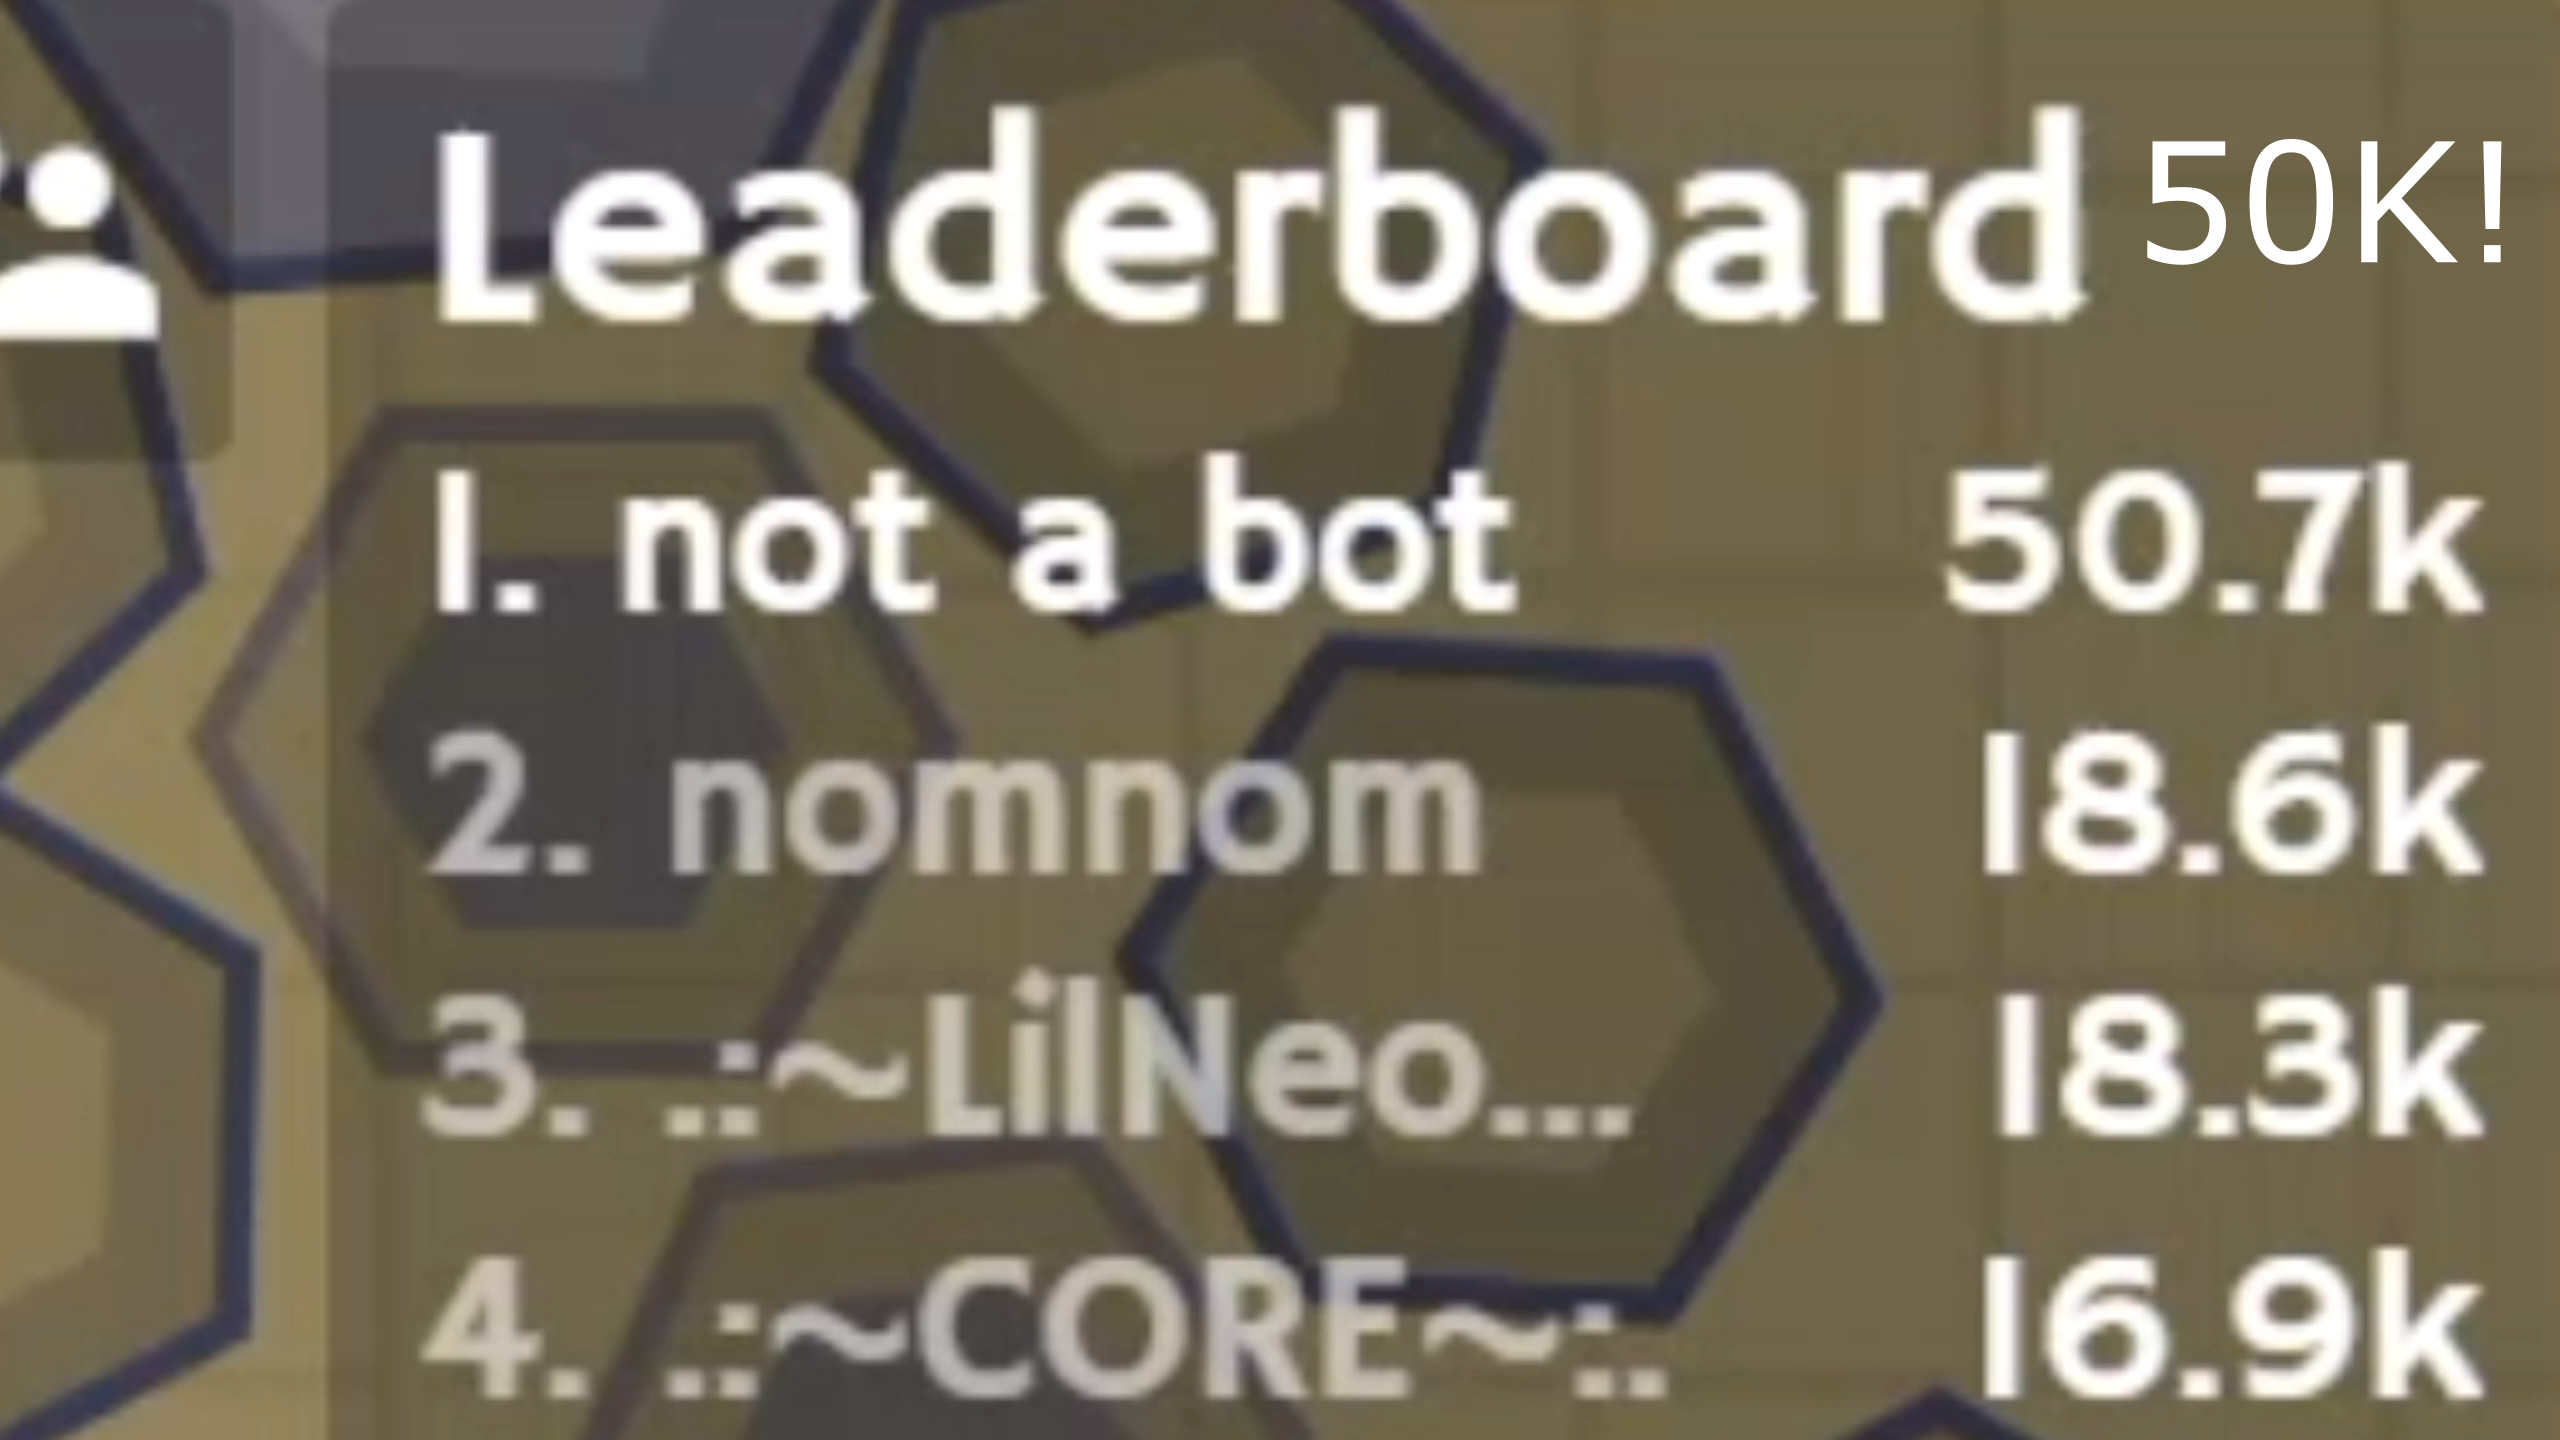 Leaderboard 50K!
1. not a bot 50.7k
2. nomnom 18.6k
3. .:~LilNeo... 18.3k
4. .:~CORE~:. 16.9k